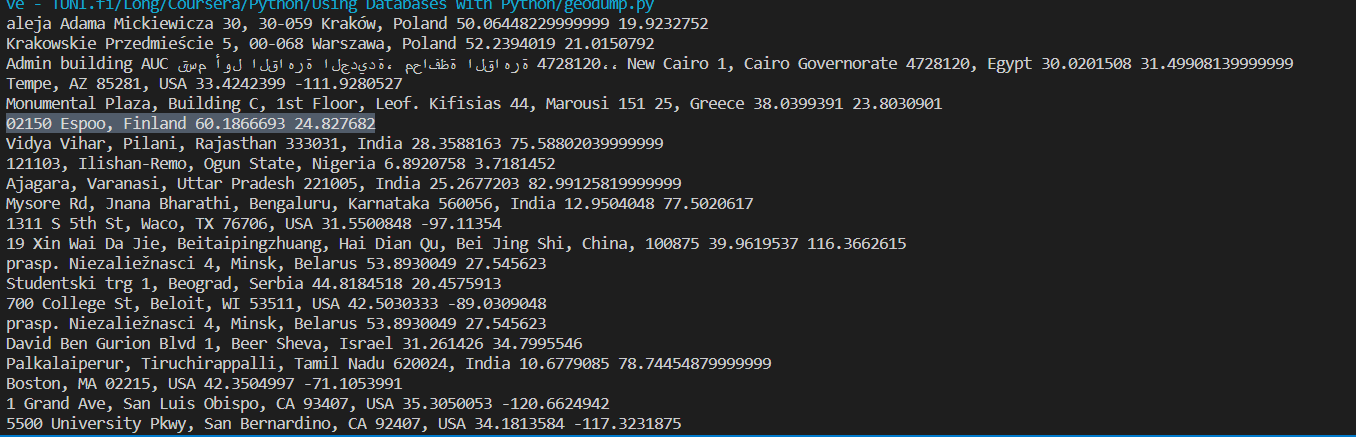 ve - TUNI.fi/Long/Coursera/Python/Using Databases with Python/geodump.py
aleja Adama Mickiewicza 30, 30-059 Kraków, Poland 50.06448229999999 19.9232752
Krakowskie Przedmieście 5, 00-068 Warszawa, Poland 52.2394019 21.0150792
Admin building AUC قسم أول القاهرة الجديدة، محافظة القاهرة 4728120،، New Cairo 1, Cairo Governorate 4728120, Egypt 30.0201508 31.49908139999999
Tempe, AZ 85281, USA 33.4242399 -111.9280527
Monumental Plaza, Building C, 1st Floor, Leof. Kifisias 44, Marousi 151 25, Greece 38.0399391 23.8030901
02150 Espoo, Finland 60.1866693 24.827682
Vidya Vihar, Pilani, Rajasthan 333031, India 28.3588163 75.58802039999999
121103, Ilishan-Remo, Ogun State, Nigeria 6.8920758 3.7181452
Ajagara, Varanasi, Uttar Pradesh 221005, India 25.2677203 82.99125819999999
Mysore Rd, Jnana Bharathi, Bengaluru, Karnataka 560056, India 12.9504048 77.5020617
1311 S 5th St, Waco, TX 76706, USA 31.5500848 -97.11354
19 Xin Wai Da Jie, Beitaipingzhuang, Hai Dian Qu, Bei Jing Shi, China, 100875 39.9619537 116.3662615
prasp. Niezaliežnasci 4, Minsk, Belarus 53.8930049 27.545623
Studentski trg 1, Beograd, Serbia 44.8184518 20.4575913
700 College St, Beloit, WI 53511, USA 42.5030333 -89.0309048
prasp. Niezaliežnasci 4, Minsk, Belarus 53.8930049 27.545623
David Ben Gurion Blvd 1, Beer Sheva, Israel 31.261426 34.7995546
Palkalaiperur, Tiruchirappalli, Tamil Nadu 620024, India 10.6779085 78.74454879999999
Boston, MA 02215, USA 42.3504997 -71.1053991
1 Grand Ave, San Luis Obispo, CA 93407, USA 35.3050053 -120.6624942
5500 University Pkwy, San Bernardino, CA 92407, USA 34.1813584 -117.3231875